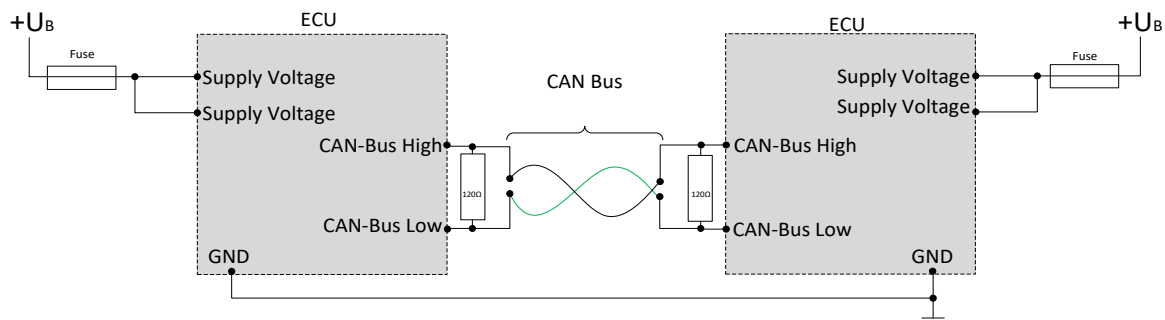 ECU
ECU
+UB
+UB
Fuse
Fuse
Supply Voltage
Supply Voltage
Supply Voltage
Supply Voltage
CAN Bus
CAN-Bus High
CAN-Bus High
120Ω
120Ω
CAN-Bus Low
CAN-Bus Low
GND
GND